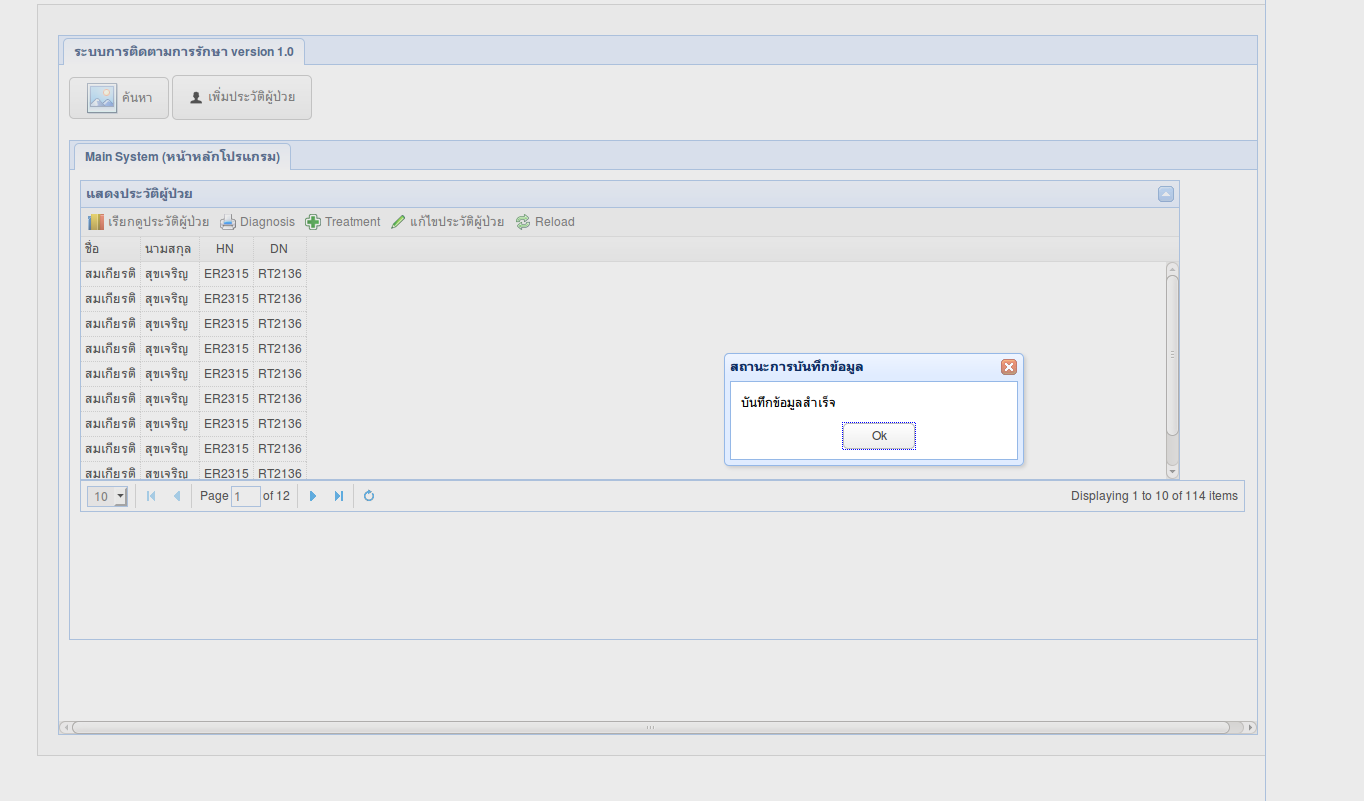 ระบบการติดตามการรักษา version 1.0
ค้นหา เพิ่มประวัติผู้ป่วย
Main System (หน้าหลักโปรแกรม)
แสดงประวัติผู้ป่วย
เรียกดูประวัติผู้ป่วย Diagnosis Treatment แก้ไขประวัติผู้ป่วย Reload
ชื่อ นามสกุล HN DN
สมเกียรติ สุขเจริญ ER2315 RT2136
สมเกียรติ สุขเจริญ ER2315 RT2136
สมเกียรติ สุขเจริญ ER2315 RT2136
สมเกียรติ สุขเจริญ ER2315 RT2136
สมเกียรติ สุขเจริญ ER2315 RT2136
สมเกียรติ สุขเจริญ ER2315 RT2136
สมเกียรติ สุขเจริญ ER2315 RT2136
สมเกียรติ สุขเจริญ ER2315 RT2136
สมเกียรติ สุขเจริญ ER2315 RT2136
สถานะการบันทึกข้อมูล
บันทึกข้อมูลสำเร็จ
Ok
10 Page 1 of 12 Displaying 1 to 10 of 114 items